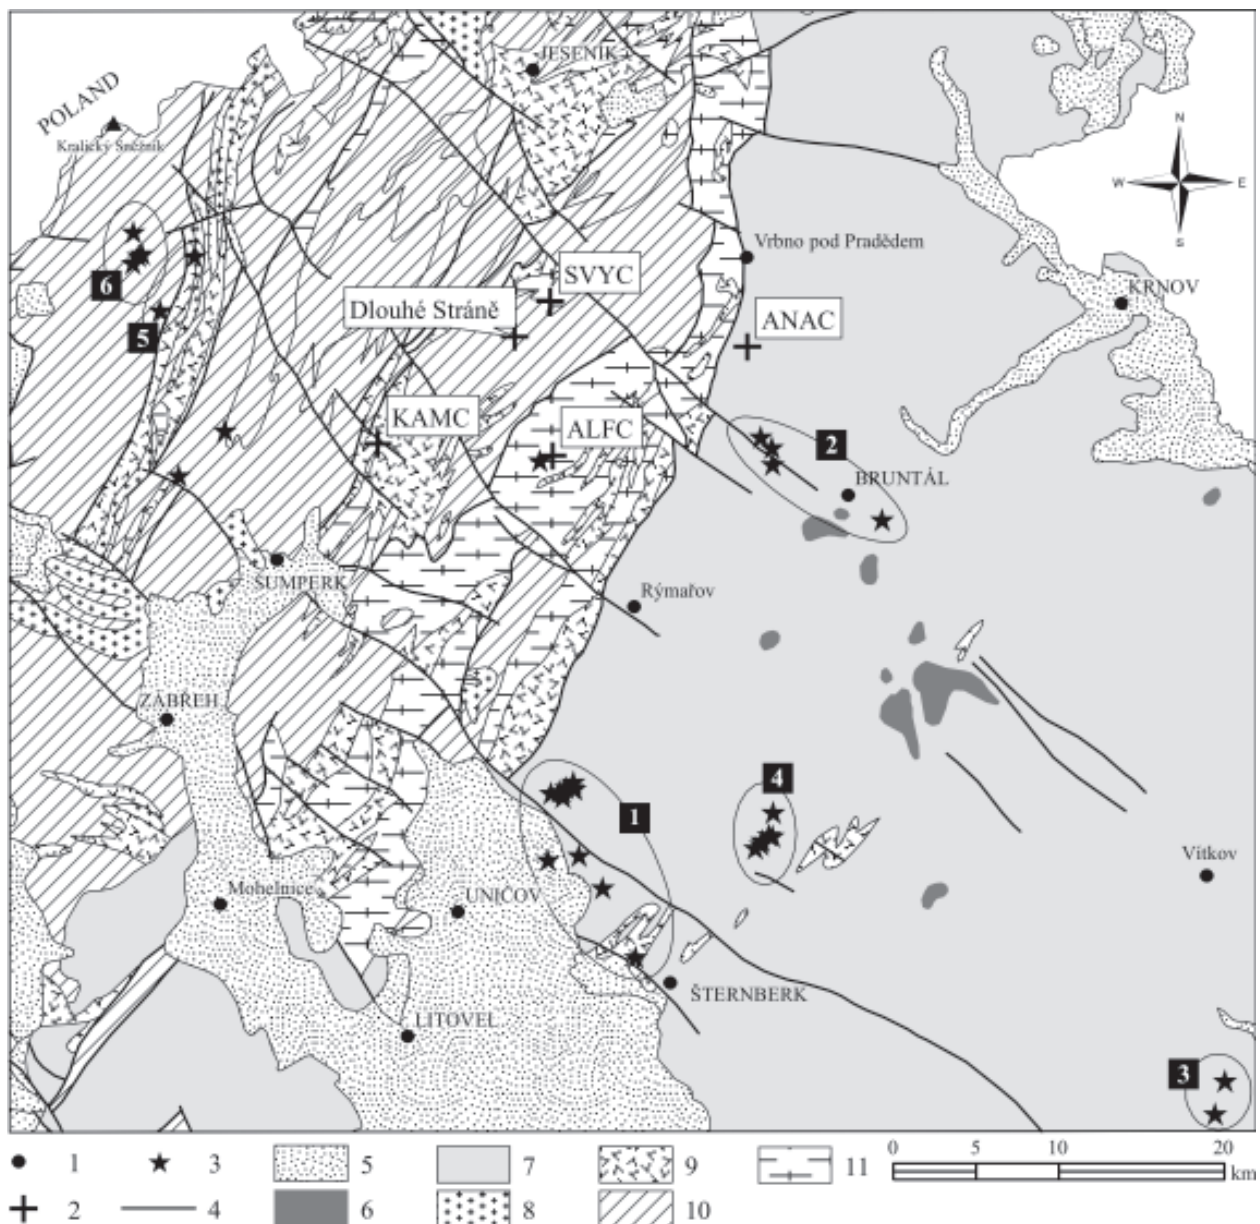 JESENÍK
POLAND
Kralický Sněžník
N
W E
S
Vrbno pod Pradědem
SVYC
6
KRNOV
Dlouhé Stráně
ANAC
5
KAMC
ALFC
2
BRUNTÁL
ŠUMPERK
Rýmařov
ZÁBŘEH
4
1
Vítkov
Mohelnice
UNIČOV
ŠTERNBERK
LITOVEL
3
1 3 5 7 9 11 0 5 10 20
km
2 4 6 8 10